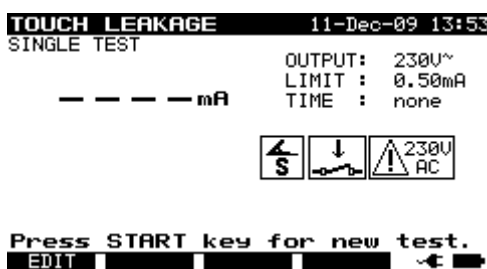 TOUCH LEAKAGE 11-Dec-09 13:53
SINGLE TEST
OUTPUT: 230V~
LIMIT : 0.50mA
TIME : none
— — — — mA
S
230V
AC
Press START key for new test.
EDIT